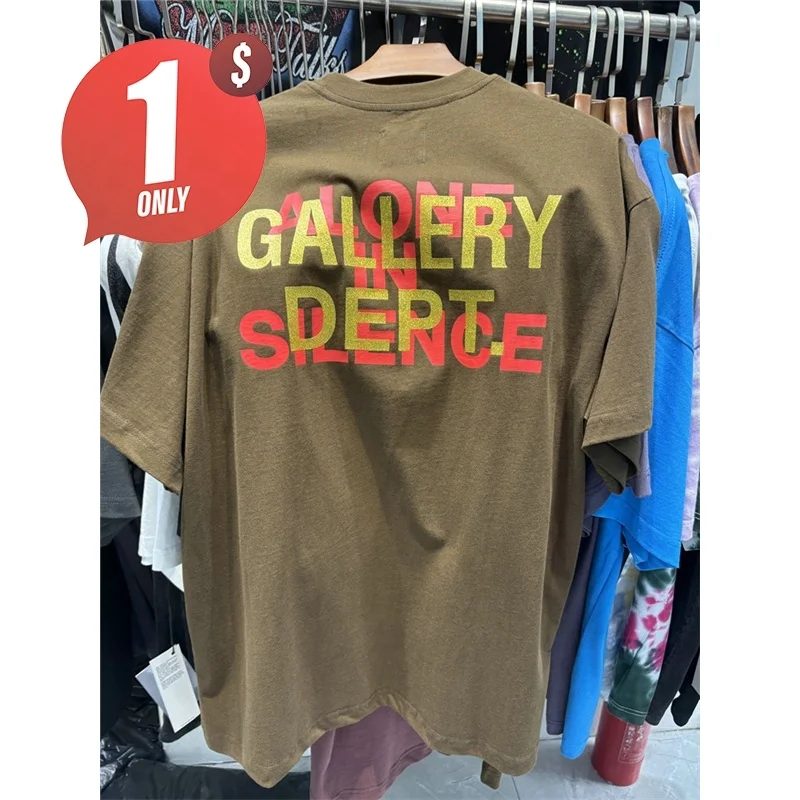 1
$
ONLY
ALONE
GALLERY
IN
DEPT.
SILENCE